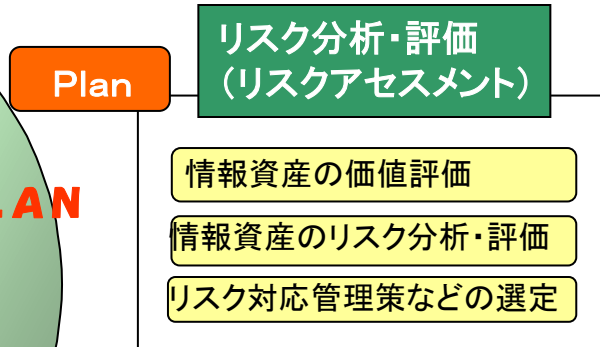 リスク分析・評価
(リスクアセスメント)
Plan
LAN
情報資産の価値評価
情報資産のリスク分析・評価
リスク対応管理策などの選定